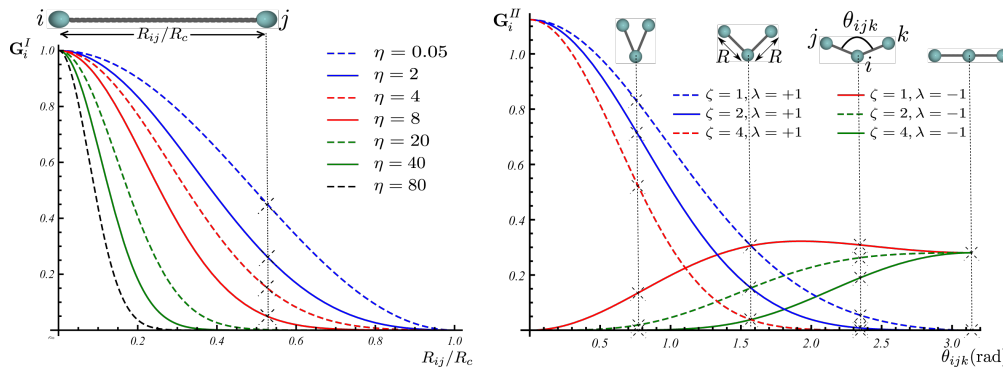 i
j
R_ij/R_c
G_i^I
1.0
0.8
0.6
0.4
0.2
η = 0.05
η = 2
η = 4
η = 8
η = 20
η = 40
η = 80
0.2
0.4
0.6
0.8
1.0
R_ij/R_c
G_i^II
1.0
0.8
0.6
0.4
0.2
R R
θ_ijk
j k
i
ζ = 1, λ = +1
ζ = 2, λ = +1
ζ = 4, λ = +1
ζ = 1, λ = −1
ζ = 2, λ = −1
ζ = 4, λ = −1
0.5
1.0
1.5
2.0
2.5
3.0
θ_ijk(rad)